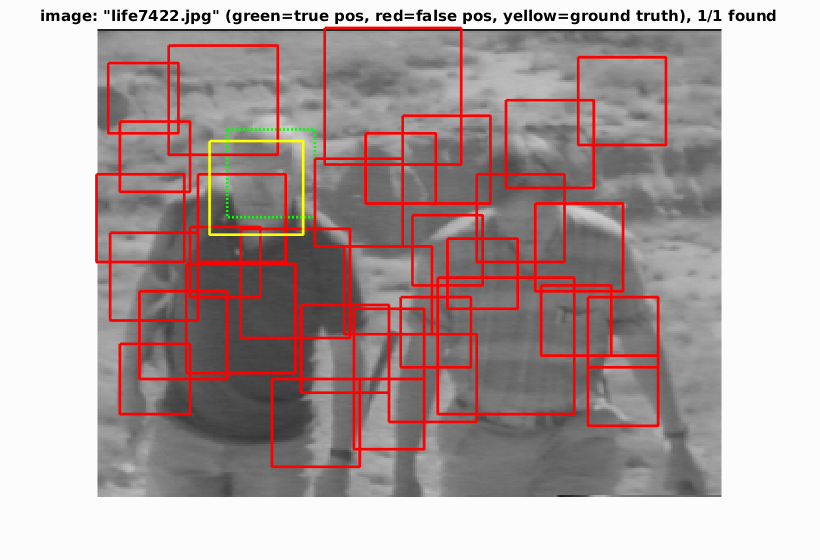 image: "life7422.jpg" (green=true pos, red=false pos, yellow=ground truth), 1/1 found